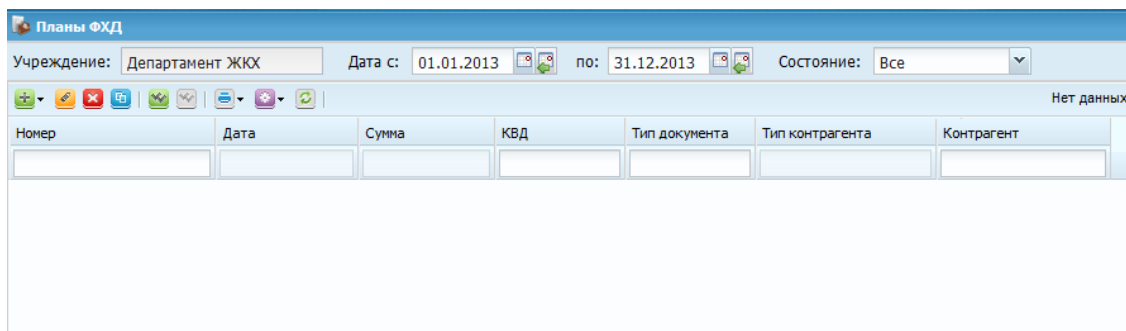 Планы ФХД
Учреждение: Департамент ЖКХ Дата с: 01.01.2013 по: 31.12.2013 Состояние: Все
Нет данных
Номер Дата Сумма КВД Тип документа Тип контрагента Контрагент